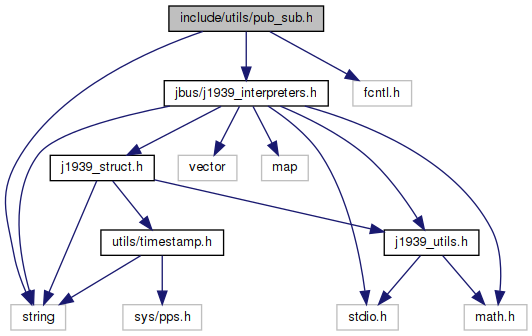 include/utils/pub_sub.h
jbus/j1939_interpreters.h
fcntl.h
j1939_struct.h
vector
map
utils/timestamp.h
j1939_utils.h
string
sys/pps.h
stdio.h
math.h